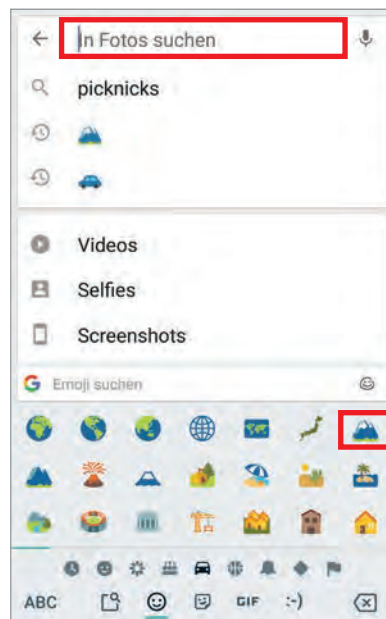 In Fotos suchen
picknicks
Videos
Selfies
Screenshots
G Emoji suchen
ABC GIF :-)